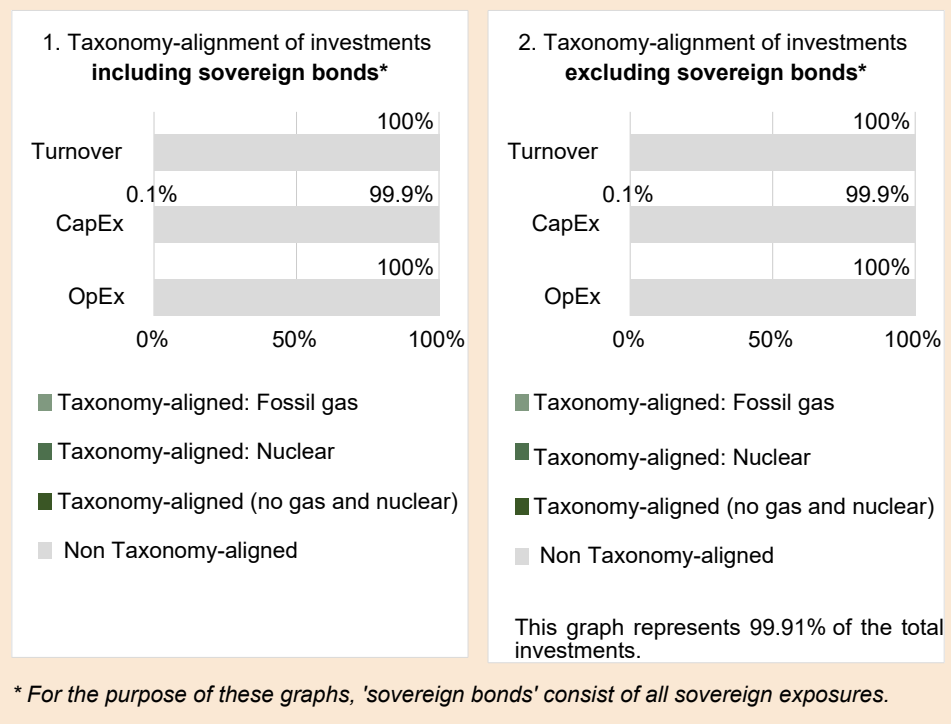 1. Taxonomy-alignment of investments
including sovereign bonds*
100%
Turnover
0.1% 99.9%
CapEx
100%
OpEx
0% 50% 100%
Taxonomy-aligned: Fossil gas
Taxonomy-aligned: Nuclear
Taxonomy-aligned (no gas and nuclear)
Non Taxonomy-aligned
2. Taxonomy-alignment of investments
excluding sovereign bonds*
100%
Turnover
0.1% 99.9%
CapEx
100%
OpEx
0% 50% 100%
Taxonomy-aligned: Fossil gas
Taxonomy-aligned: Nuclear
Taxonomy-aligned (no gas and nuclear)
Non Taxonomy-aligned
This graph represents 99.91% of the total
investments.
* For the purpose of these graphs, 'sovereign bonds' consist of all sovereign exposures.